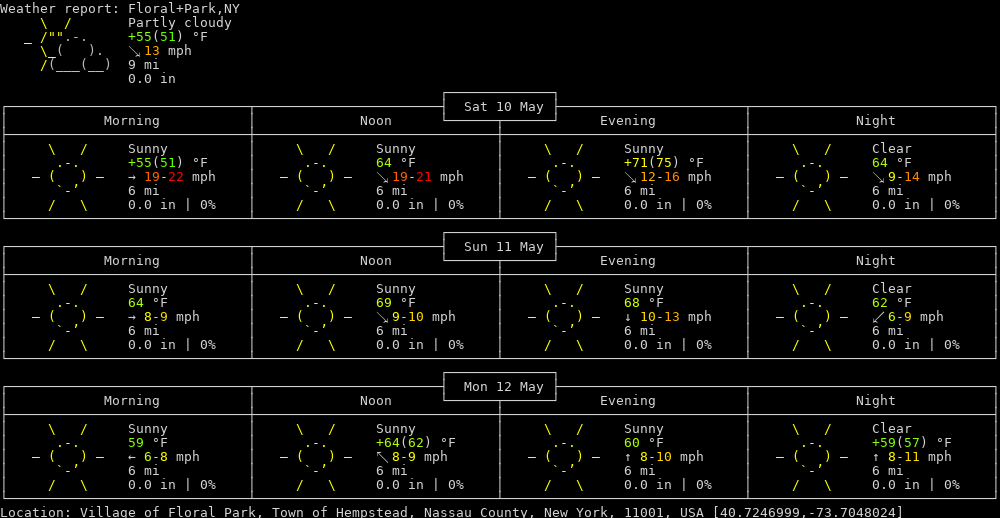 Weather report: Floral+Park,NY
Partly cloudy
+55(51) °F
↘ 13 mph
9 mi
0.0 in
Sat 10 May
Morning Noon Evening Night
Sunny Sunny Sunny Clear
+55(51) °F 64 °F +71(75) °F 64 °F
→ 19-22 mph ↘ 19-21 mph ↘ 12-16 mph ↘ 9-14 mph
6 mi 6 mi 6 mi 6 mi
0.0 in | 0% 0.0 in | 0% 0.0 in | 0% 0.0 in | 0%
Sun 11 May
Morning Noon Evening Night
Sunny Sunny Sunny Clear
64 °F 69 °F 68 °F 62 °F
→ 8-9 mph ↘ 9-10 mph ↓ 10-13 mph ↙ 6-9 mph
6 mi 6 mi 6 mi 6 mi
0.0 in | 0% 0.0 in | 0% 0.0 in | 0% 0.0 in | 0%
Mon 12 May
Morning Noon Evening Night
Sunny Sunny Sunny Clear
59 °F +64(62) °F 60 °F +59(57) °F
← 6-8 mph ↖ 8-9 mph ↑ 8-10 mph ↑ 8-11 mph
6 mi 6 mi 6 mi 6 mi
0.0 in | 0% 0.0 in | 0% 0.0 in | 0% 0.0 in | 0%
Location: Village of Floral Park, Town of Hempstead, Nassau County, New York, 11001, USA [40.7246999,-73.7048024]